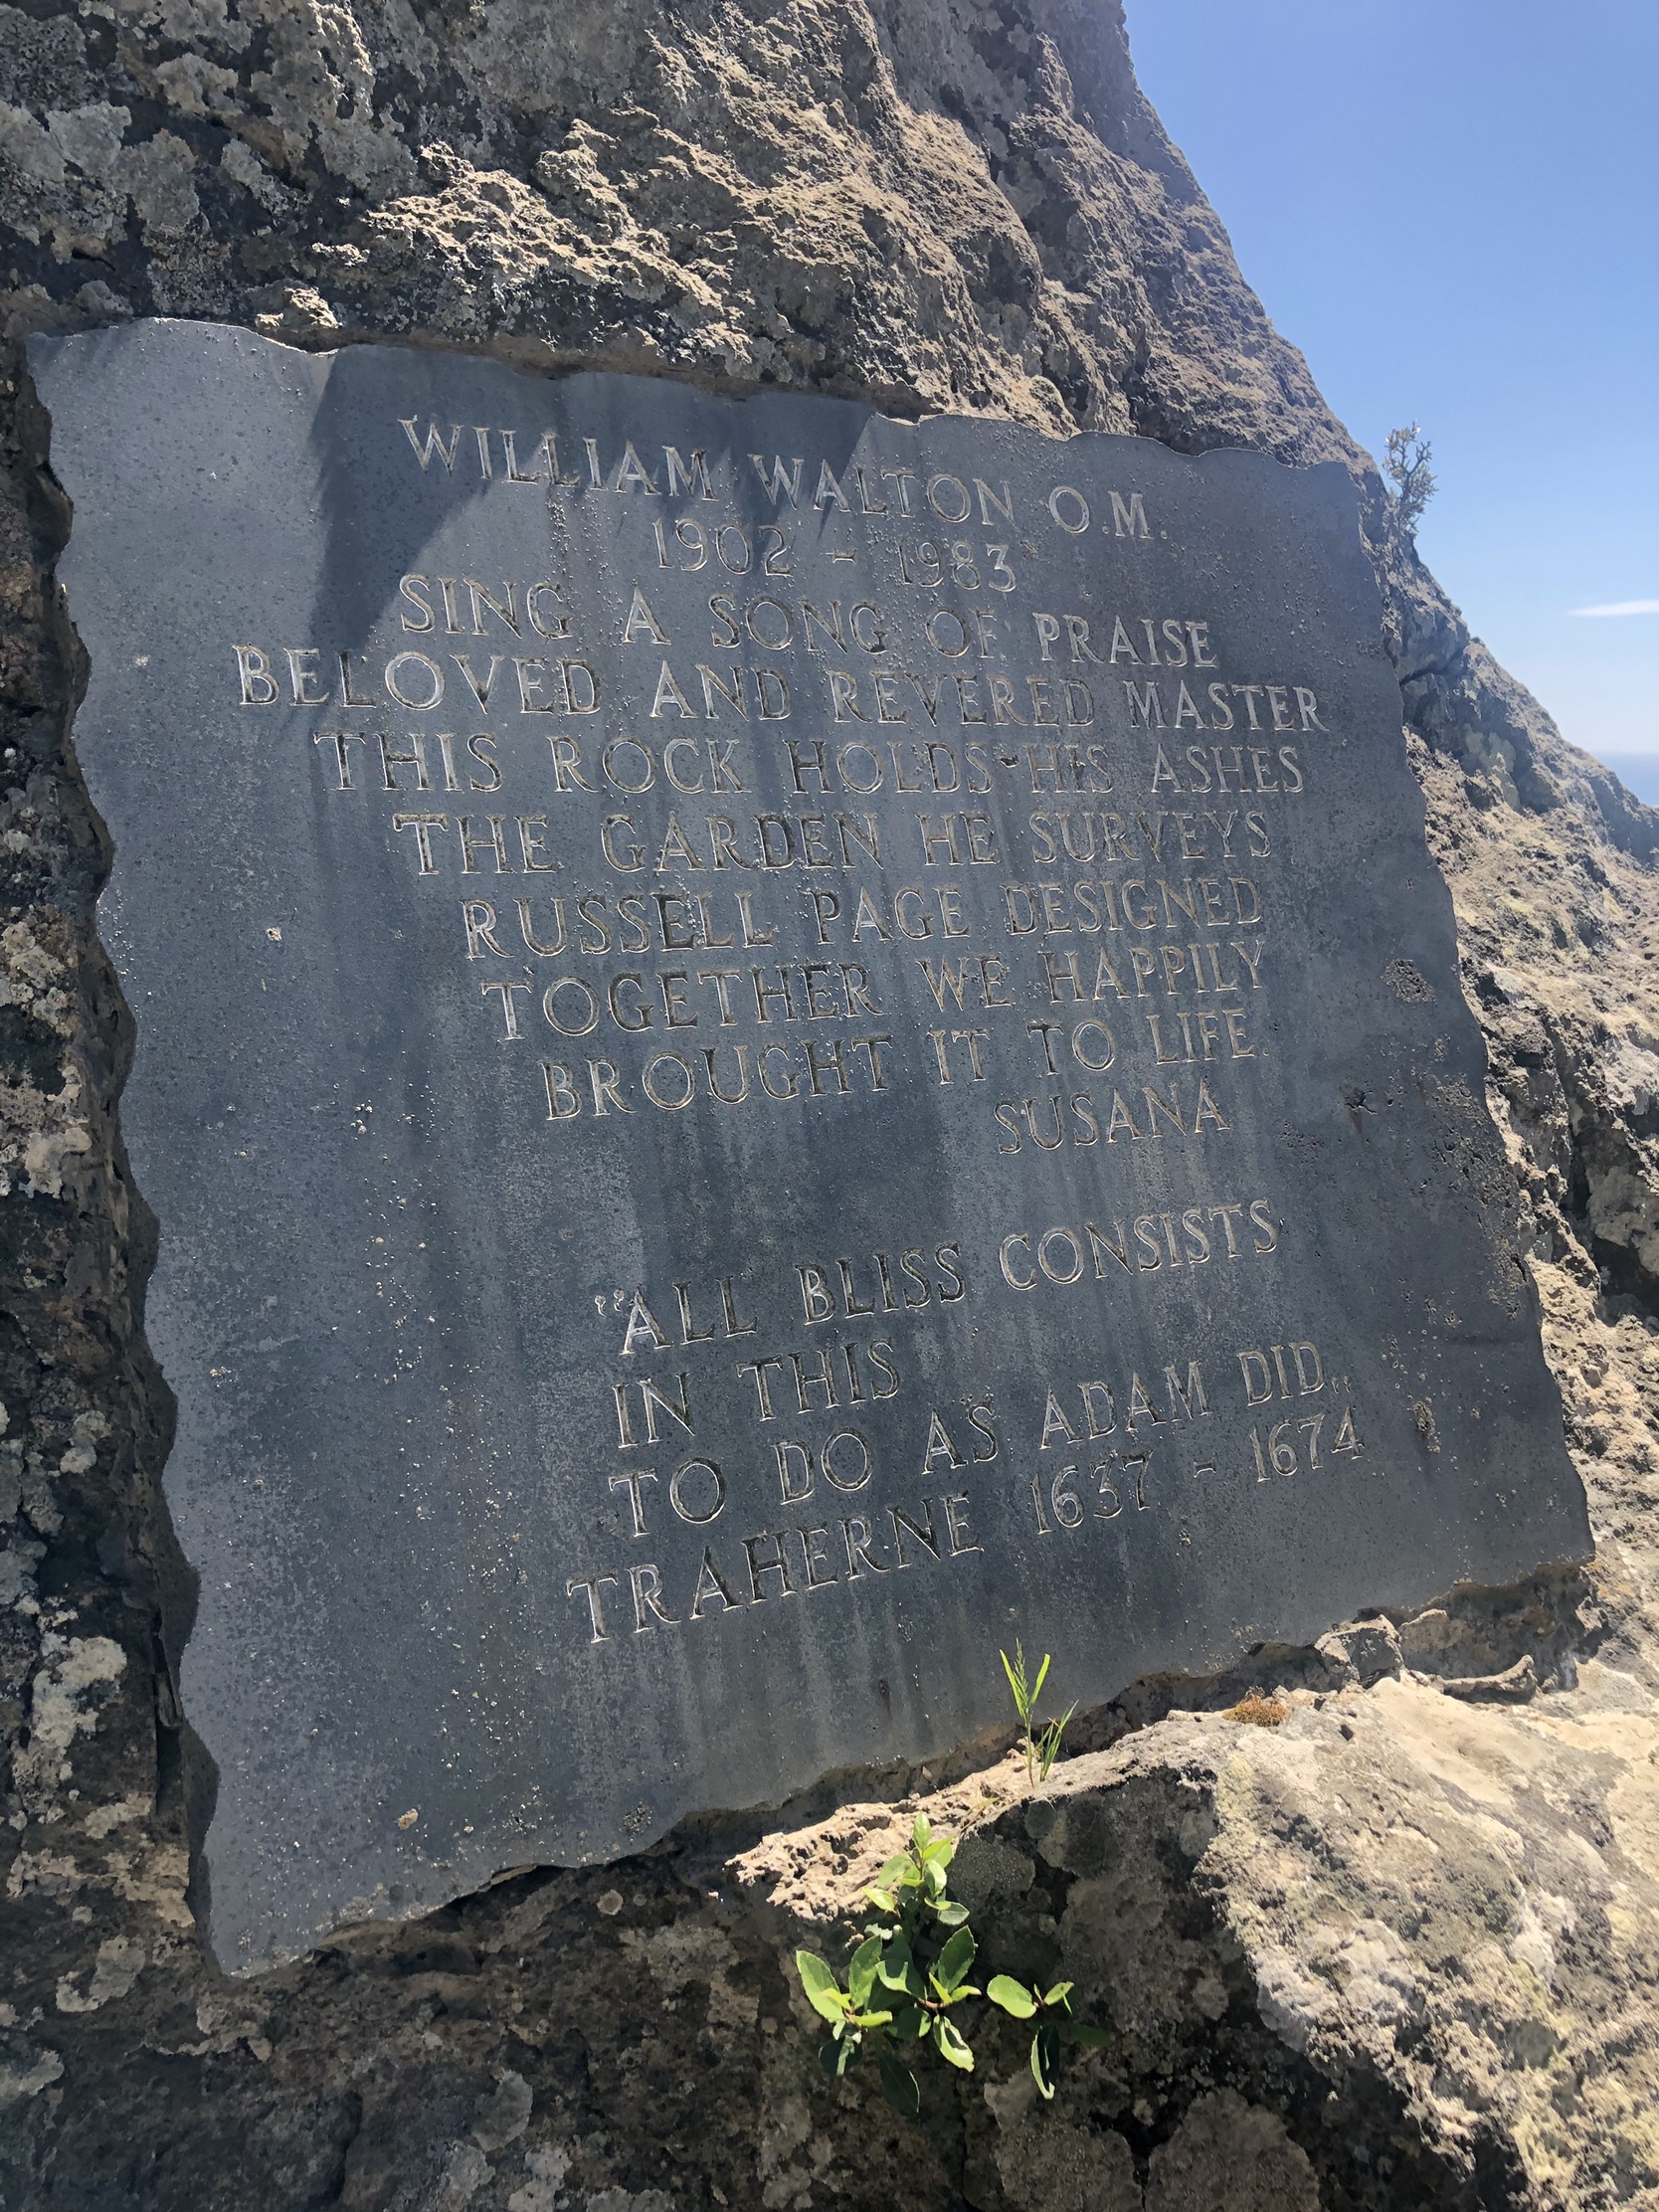 WILLIAM WALTON O.M.
1902 - 1983
SING A SONG OF PRAISE
BELOVED AND REVERED MASTER
THIS ROCK HOLDS HIS ASHES
THE GARDEN HE SURVEYS
RUSSELL PAGE DESIGNED
TOGETHER WE HAPPILY
BROUGHT IT TO LIFE.
SUSANA
“ALL BLISS CONSISTS
IN THIS
TO DO AS ADAM DID„
TRAHERNE 1637 - 1674